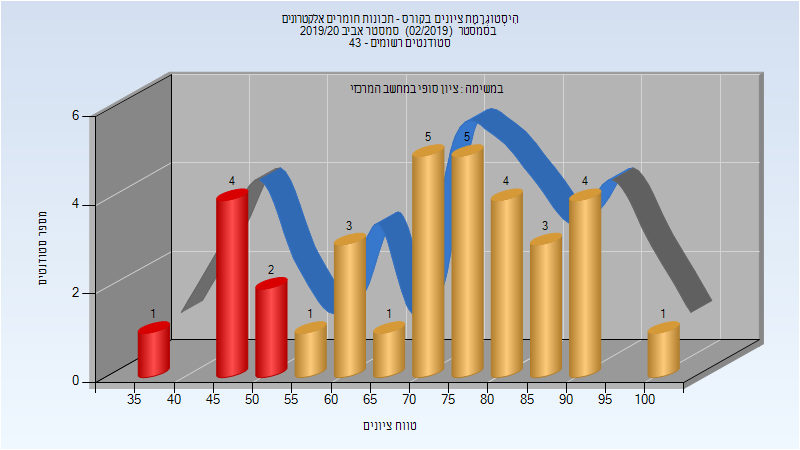 הִיסְטוֹגְרָמַת ציונים בקורס - תכונות חומרים אלקטרונים
בסמסטר (02/2019) סמסטר אביב 2019/20
סטודנטים רשומים - 43
במשימה : ציון סופי במחשב המרכזי
מספר סטודנטים
6
4
2
0
1
4
2
1
3
1
5
5
4
3
4
1
35 40 45 50 55 60 65 70 75 80 85 90 95 100
טווח ציונים